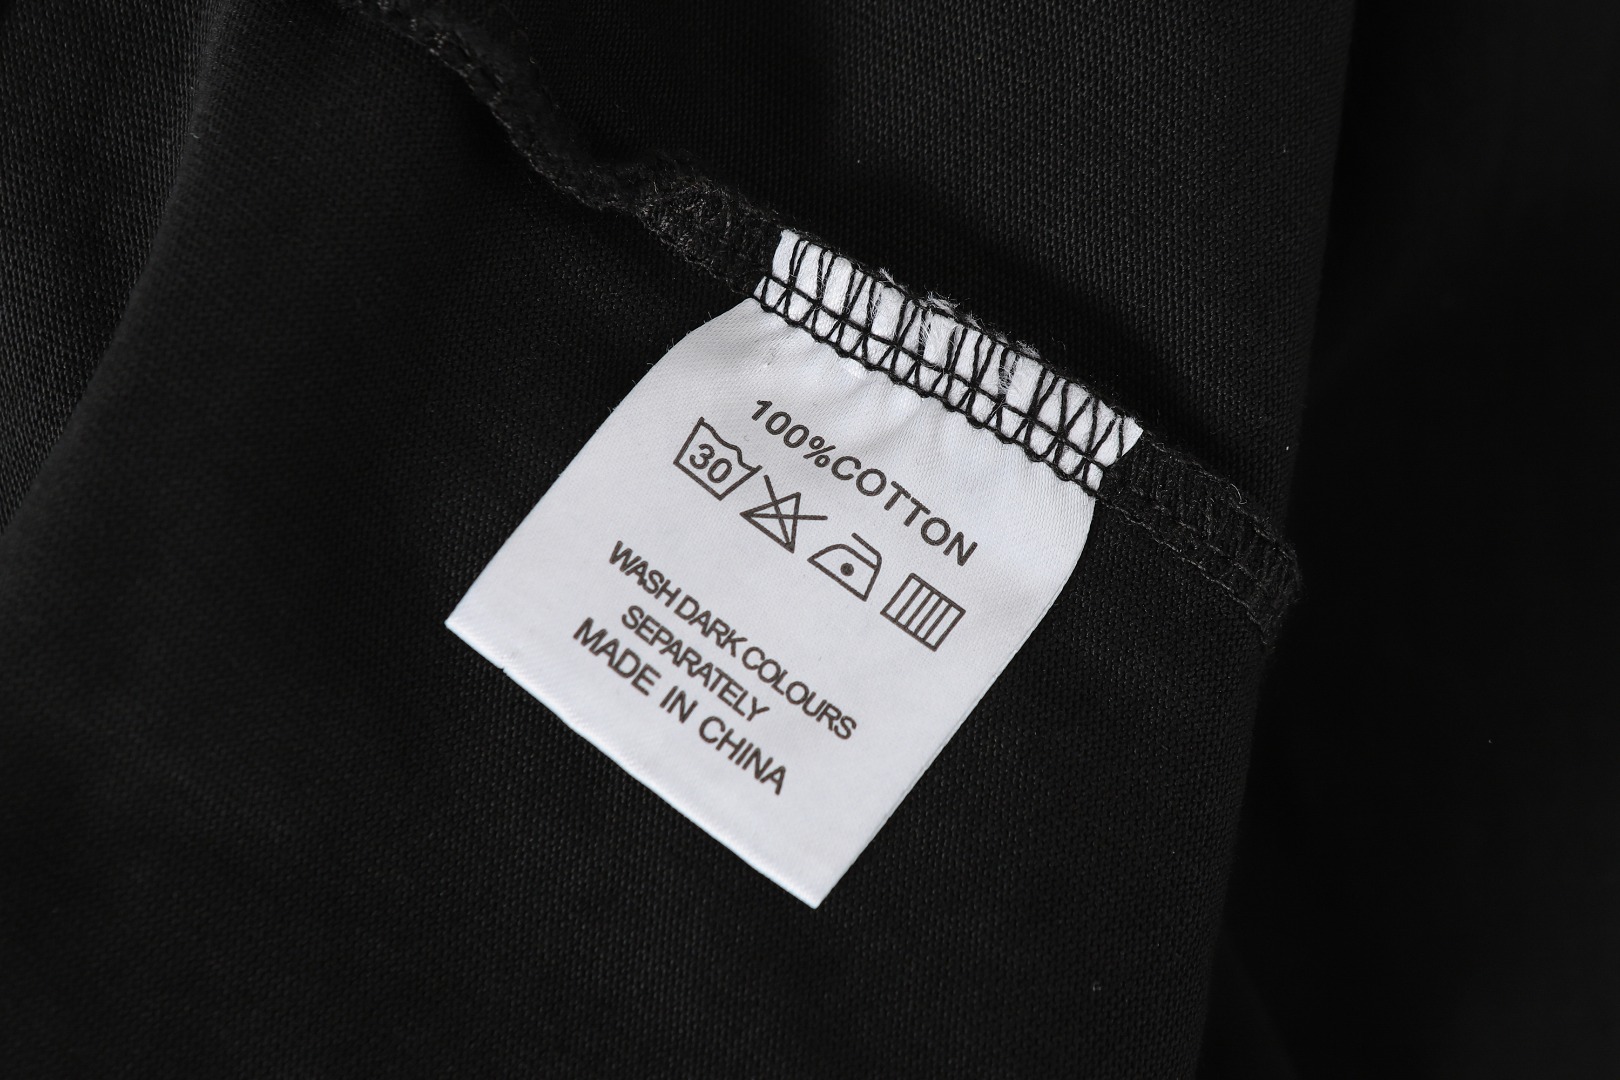 100%COTTON
30
WASH DARK COLOURS
SEPARATELY
MADE IN CHINA